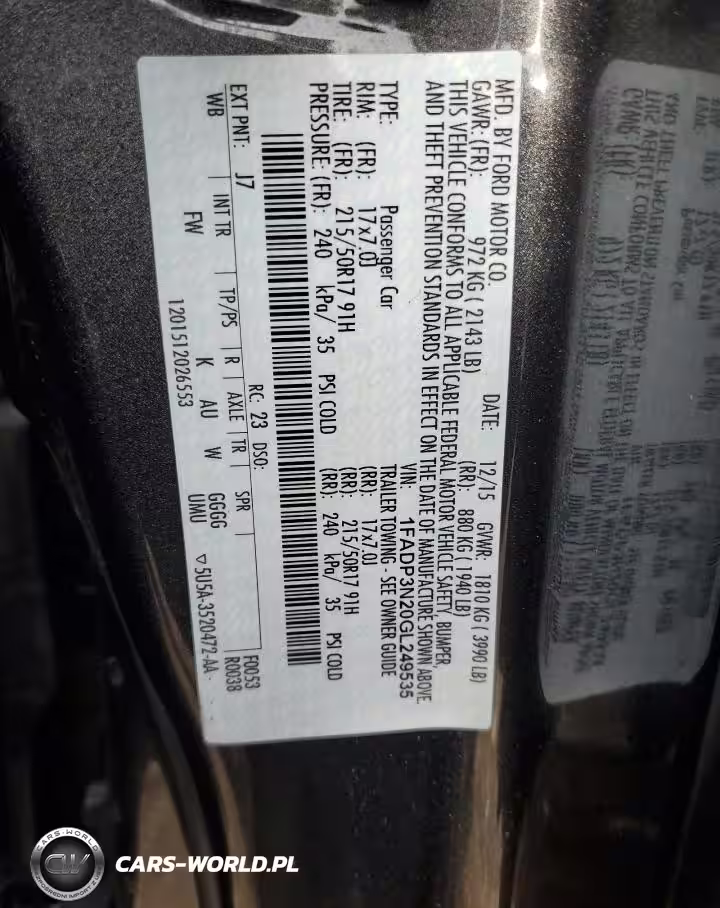 MFD. BY FORD MOTOR CO.
DATE: 12/15 GVWR: 1810 KG ( 3990 LB)
GAWR: (FR): 972 KG ( 2143 LB) (RR): 880 KG ( 1940 LB)
THIS VEHICLE CONFORMS TO ALL APPLICABLE FEDERAL MOTOR VEHICLE SAFETY, BUMPER,
AND THEFT PREVENTION STANDARDS IN EFFECT ON THE DATE OF MANUFACTURE SHOWN ABOVE.
VIN: 1FADP3N20GL249535
TYPE: Passenger Car TRAILER TOWING - SEE OWNER GUIDE
RIM: (FR): 17x7.0J (RR): 17x7.0J
TIRE: (FR): 215/50R17 91H (RR): 215/50R17 91H
PRESSURE: (FR): 240 kPa/ 35 PSI COLD (RR): 240 kPa/ 35 PSI COLD
RC: 23 DSO: F0053
EXT PNT: J7 R0038
WB INT TR TP/PS R AXLE TR SPR
FW K AU W GGGG
UMU
1201512026553 ▽ 5U5A-3520472-AA
CARS-WORLD
CW
CARS-WORLD.PL